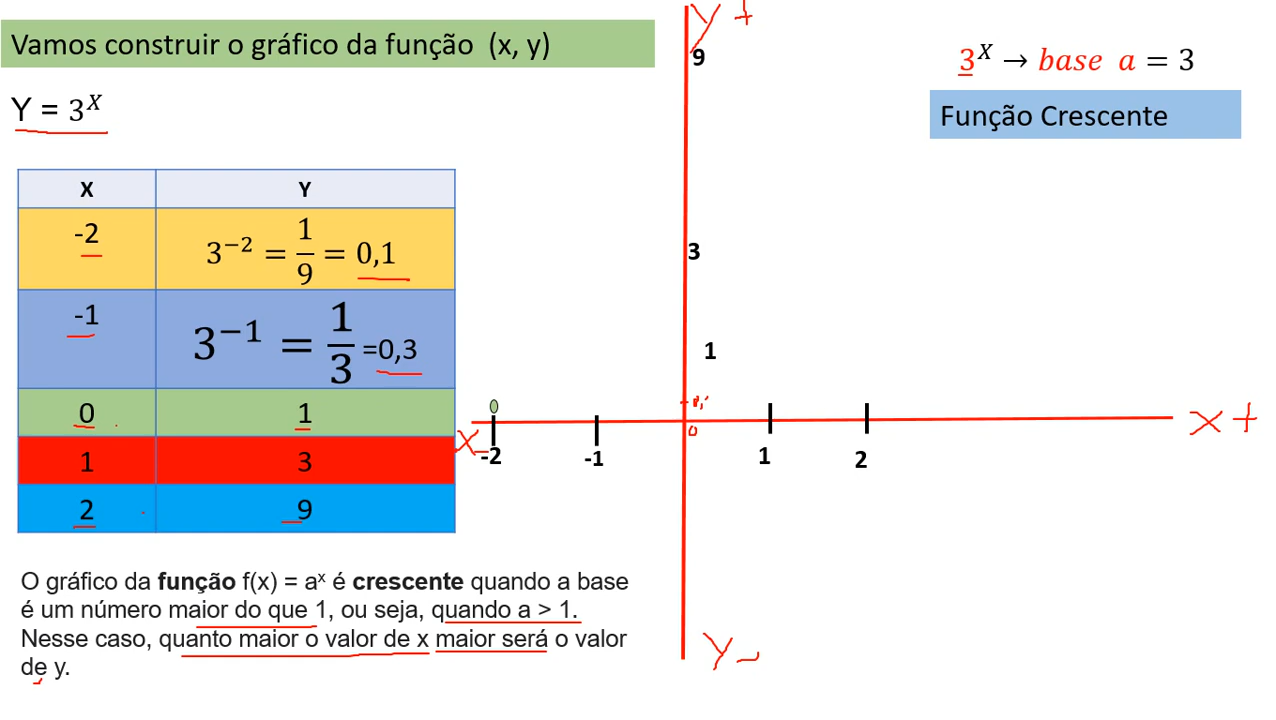 Vamos construir o gráfico da função (x, y)
Y = 3^X
X Y
-2 3^−2 = 1/9 = 0,1
-1 3^−1 = 1/3 =0,3
0 1
1 3
2 9
O gráfico da função f(x) = a^x é crescente quando a base
é um número maior do que 1, ou seja, quando a > 1.
Nesse caso, quanto maior o valor de x maior será o valor
de y.
Y +
9
3
1
0
0
X -
-2 -1 1 2
X +
Y -
3^X → base a = 3
Função Crescente